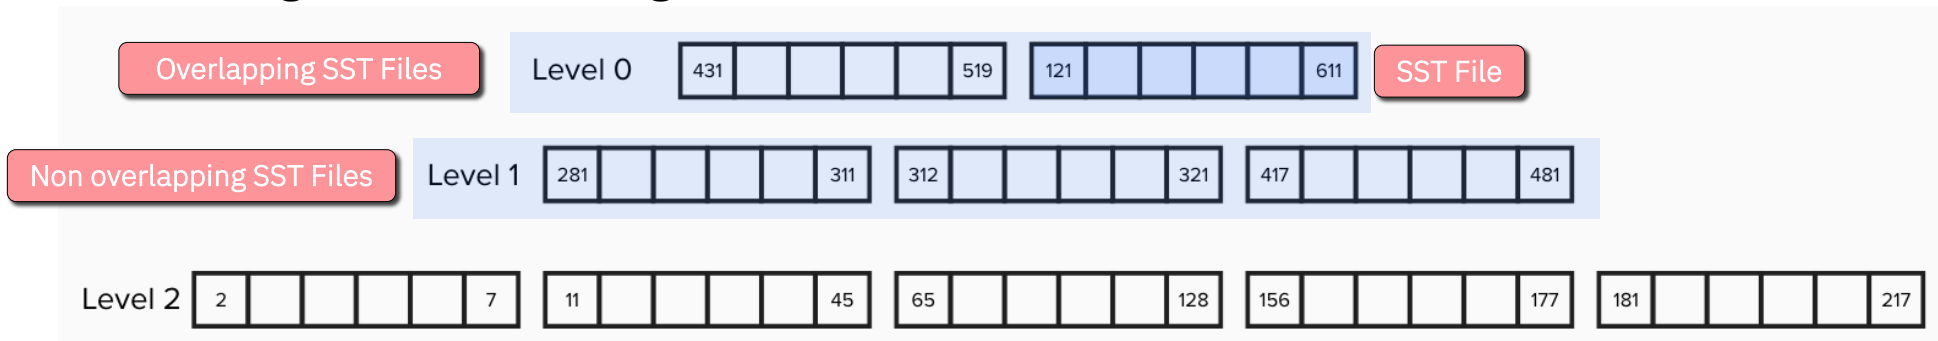 Overlapping SST Files Level 0 431 519 121 611 SST File
Non overlapping SST Files Level 1 281 311 312 321 417 481
Level 2 2 7 11 45 65 128 156 177 181 217